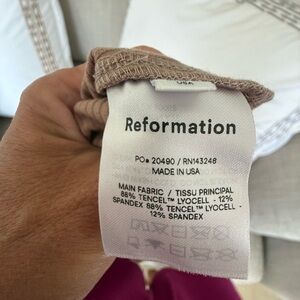 USA
Reformation
PO# 20490 / RN143248
MADE IN USA
MAIN FABRIC / TISSU PRINCIPAL
88% TENCEL™ LYOCELL - 12%
SPANDEX 88% TENCEL™ LYOCELL -
12% SPANDEX